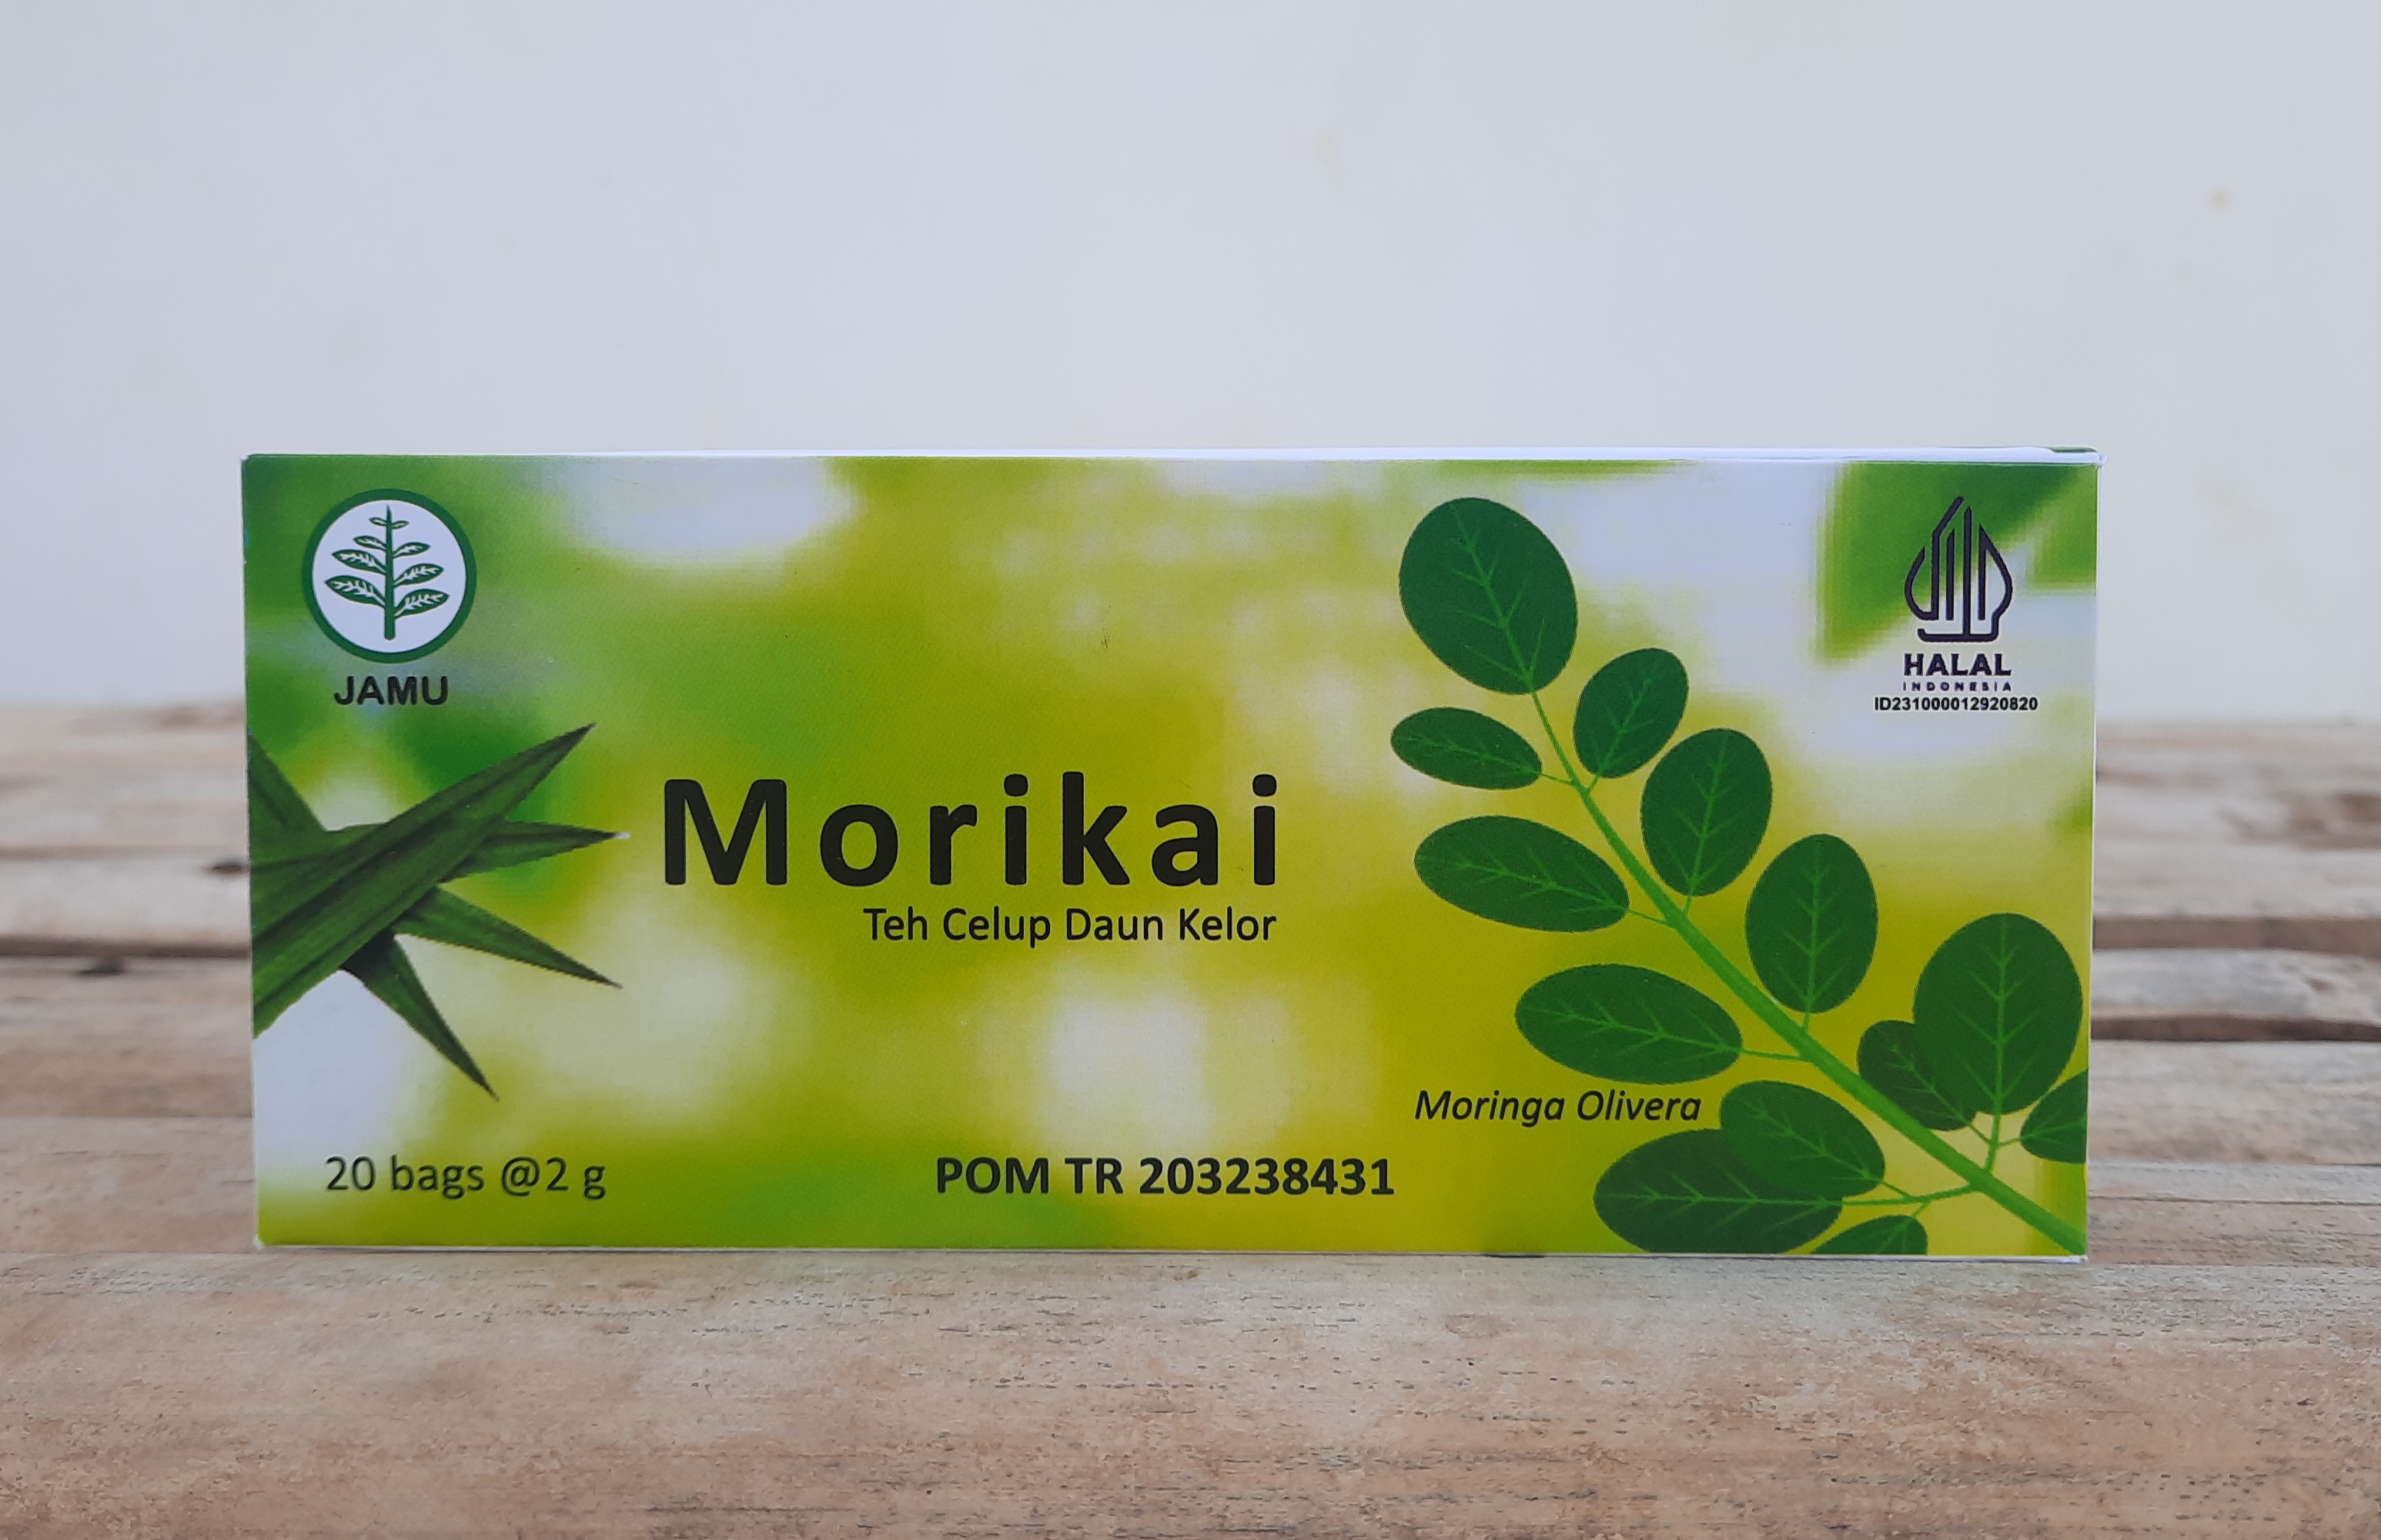 JAMU
HALAL
INDONESIA
ID231000012920820
Morikai
Teh Celup Daun Kelor
Moringa Olivera
20 bags @2 g
POM TR 203238431